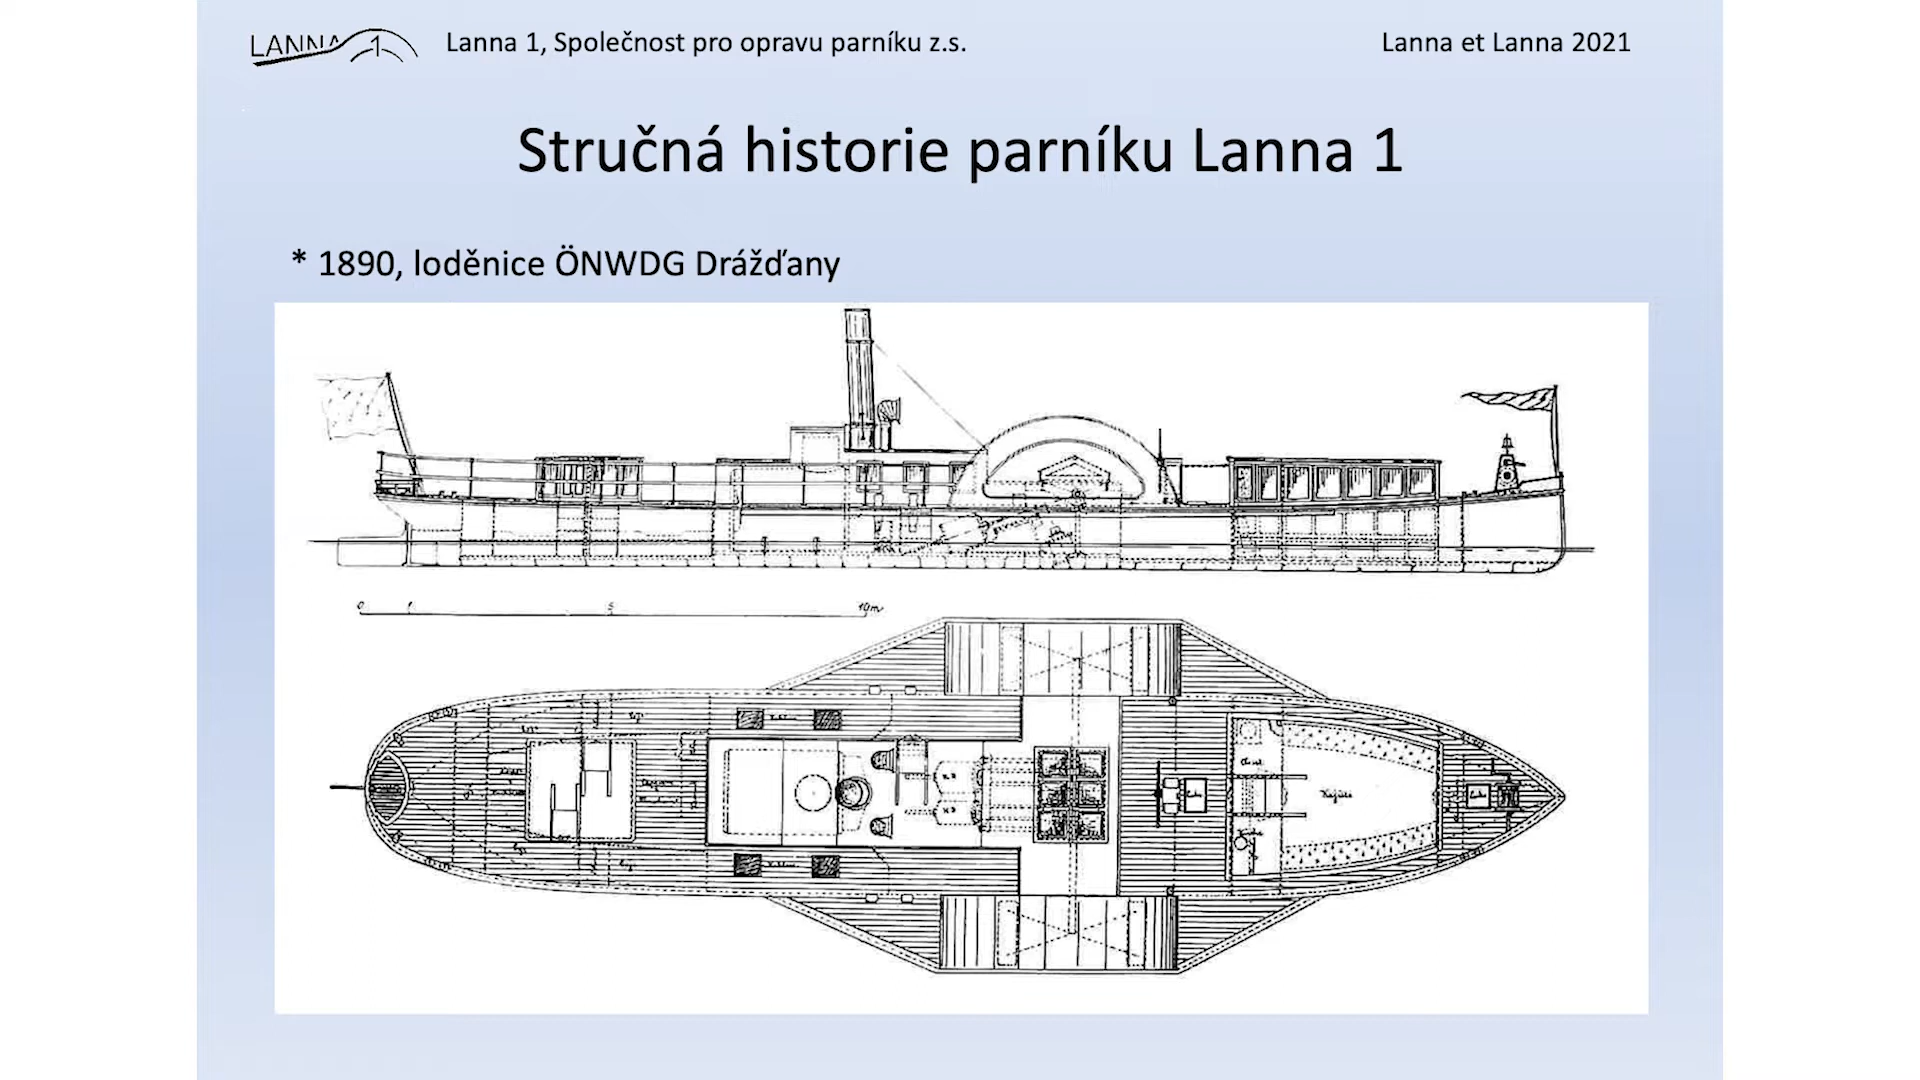 LANNA 1
Lanna 1, Společnost pro opravu parníku z.s.
Lanna et Lanna 2021
Stručná historie parníku Lanna 1
* 1890, loděnice ÖNWDG Drážďany
0 1 5 10m
Kajüte